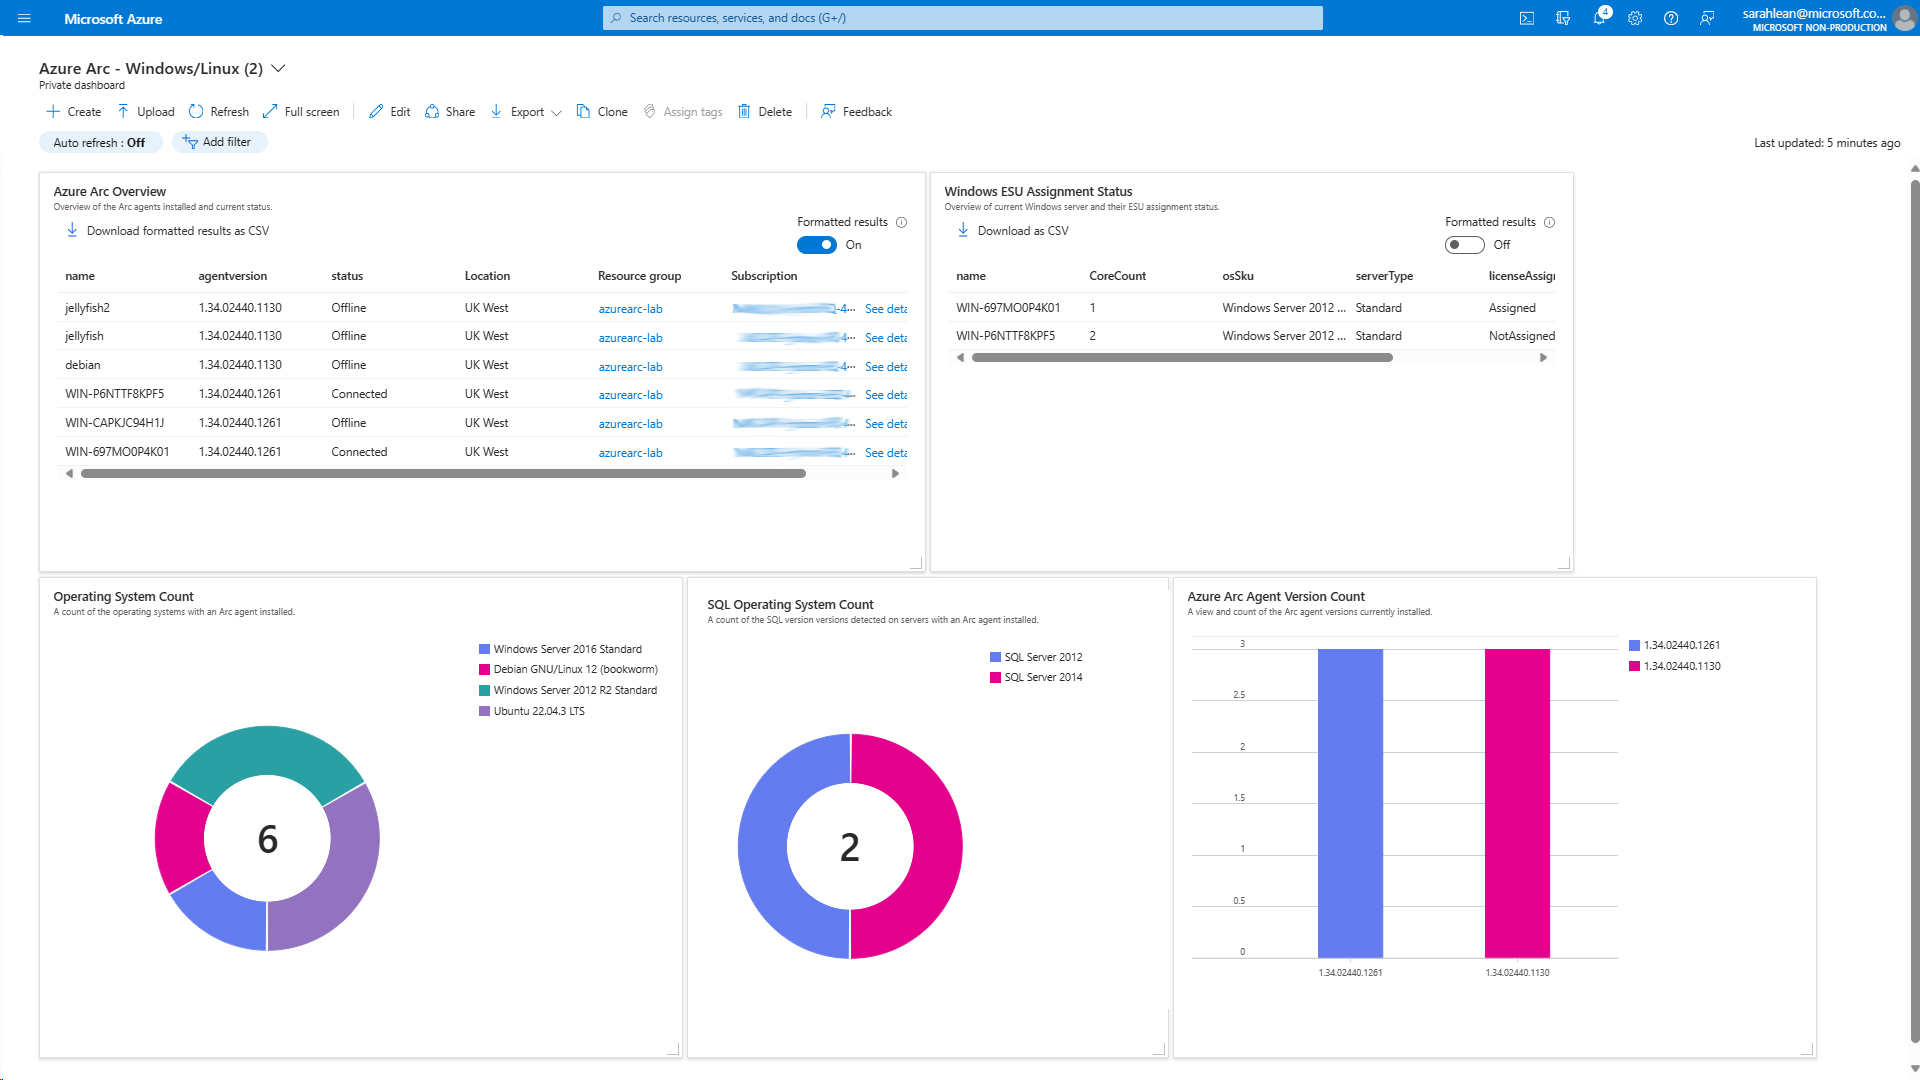 Microsoft Azure
Search resources, services, and docs (G+/)
4
sarahlean@microsoft.co...
MICROSOFT NON-PRODUCTION
Azure Arc - Windows/Linux (2)
Private dashboard
Create Upload Refresh Full screen Edit Share Export Clone Assign tags Delete Feedback
Auto refresh : Off Add filter
Last updated: 5 minutes ago
Azure Arc Overview
Overview of the Arc agents installed and current status.
Download formatted results as CSV
Formatted results
On
name agentversion status Location Resource group Subscription
jellyfish2 1.34.02440.1130 Offline UK West azurearc-lab -4... See deta
jellyfish 1.34.02440.1130 Offline UK West azurearc-lab 4... See deta
debian 1.34.02440.1130 Offline UK West azurearc-lab -4... See deta
WIN-P6NTTF8KPF5 1.34.02440.1261 Connected UK West azurearc-lab ... See deta
WIN-CAPKJC94H1J 1.34.02440.1261 Offline UK West azurearc-lab ... See deta
WIN-697MO0P4K01 1.34.02440.1261 Connected UK West azurearc-lab ... See deta
Windows ESU Assignment Status
Overview of current Windows server and their ESU assignment status.
Download as CSV
Formatted results
Off
name CoreCount osSku serverType licenseAssig
WIN-697MO0P4K01 1 Windows Server 2012 ... Standard Assigned
WIN-P6NTTF8KPF5 2 Windows Server 2012 ... Standard NotAssigned
Operating System Count
A count of the operating systems with an Arc agent installed.
Windows Server 2016 Standard
Debian GNU/Linux 12 (bookworm)
Windows Server 2012 R2 Standard
Ubuntu 22.04.3 LTS
6
SQL Operating System Count
A count of the SQL version versions detected on servers with an Arc agent installed.
SQL Server 2012
SQL Server 2014
2
Azure Arc Agent Version Count
A view and count of the Arc agent versions currently installed.
1.34.02440.1261
1.34.02440.1130
3
2.5
2
1.5
1
0.5
0
1.34.02440.1261 1.34.02440.1130